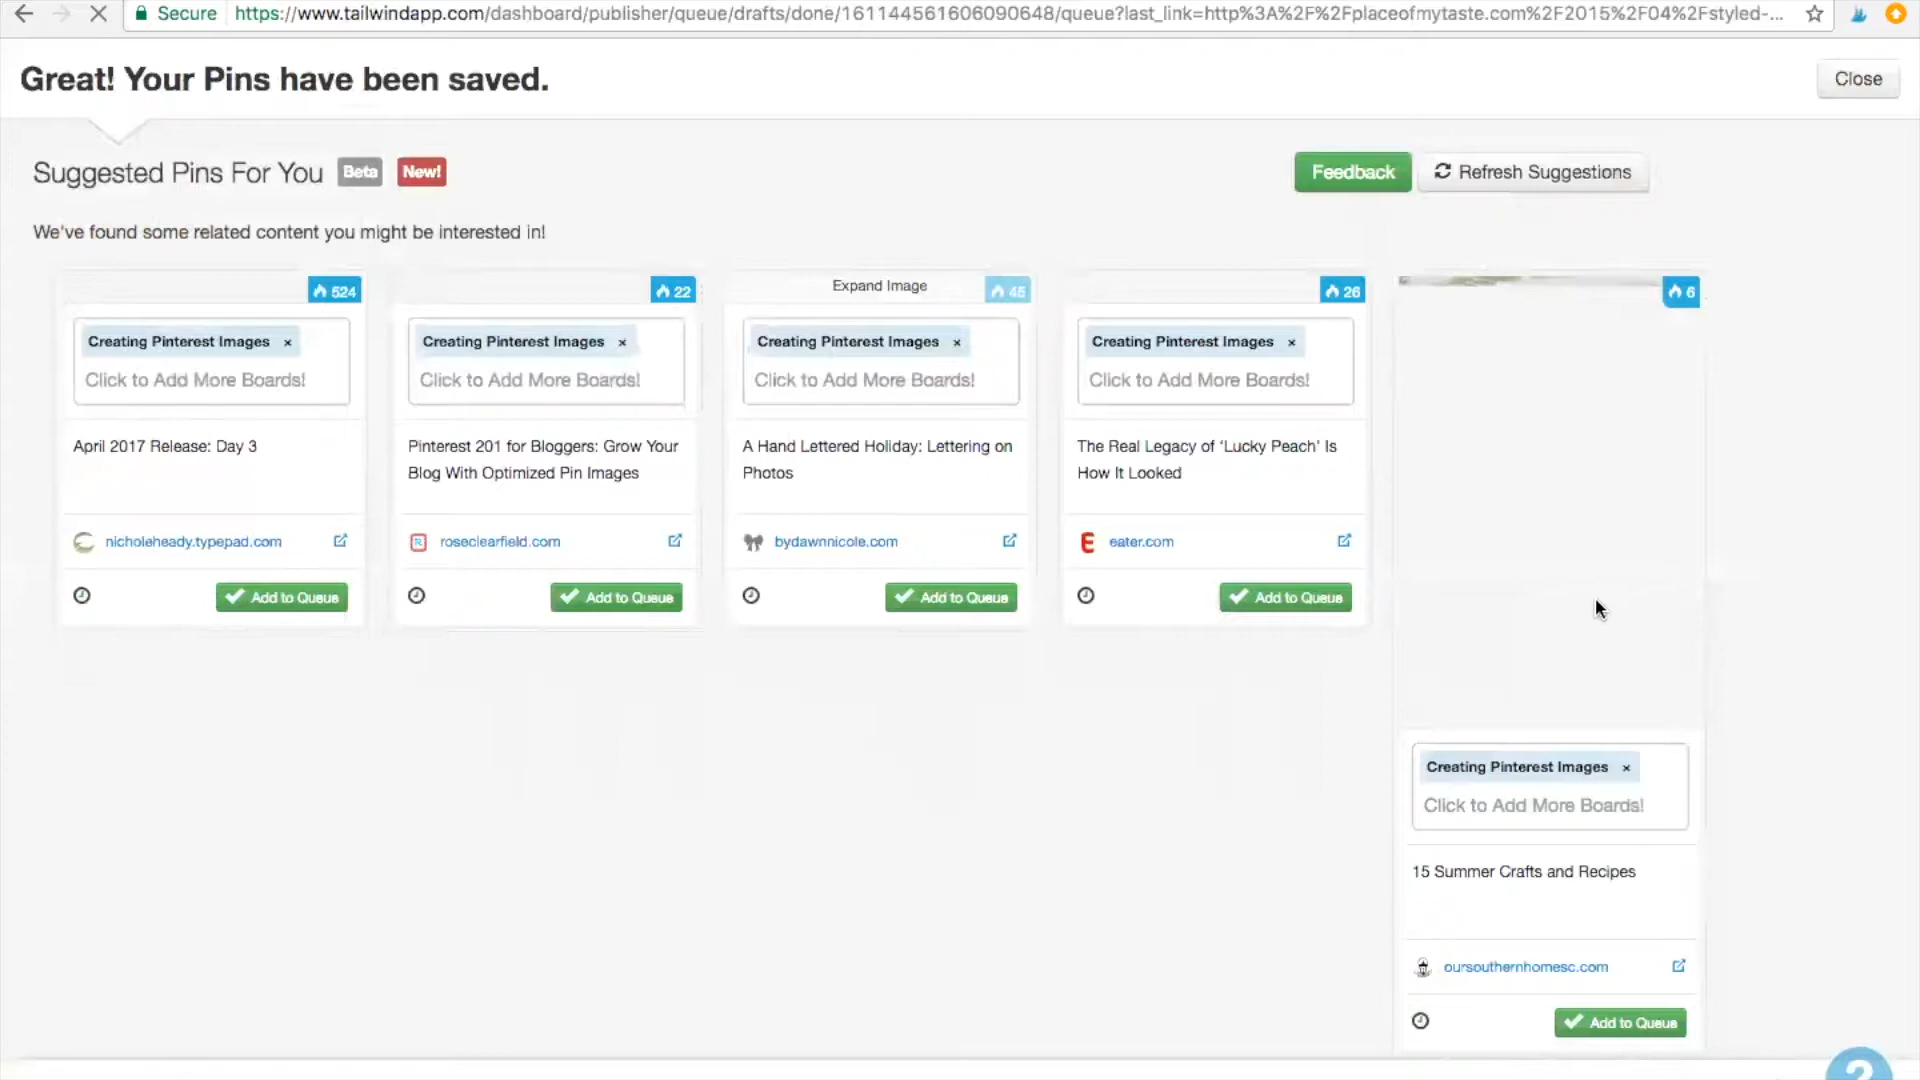 Secure https://www.tailwindapp.com/dashboard/publisher/queue/drafts/done/161144561606090648/queue?last_link=http%3A%2F%2Fplaceofmytaste.com%2F2015%2F04%2Fstyled-...
Great! Your Pins have been saved.
Close
Suggested Pins For You Beta New!
Feedback
Refresh Suggestions
We've found some related content you might be interested in!
524
Creating Pinterest Images ×
Click to Add More Boards!
April 2017 Release: Day 3
nicholeheady.typepad.com
Add to Queue
22
Creating Pinterest Images ×
Click to Add More Boards!
Pinterest 201 for Bloggers: Grow Your
Blog With Optimized Pin Images
R
roseclearfield.com
Add to Queue
Expand Image
45
Creating Pinterest Images ×
Click to Add More Boards!
A Hand Lettered Holiday: Lettering on
Photos
bydawnnicole.com
Add to Queue
26
Creating Pinterest Images ×
Click to Add More Boards!
The Real Legacy of ‘Lucky Peach’ Is
How It Looked
E
eater.com
Add to Queue
6
Creating Pinterest Images ×
Click to Add More Boards!
15 Summer Crafts and Recipes
oursouthernhomesc.com
Add to Queue
?